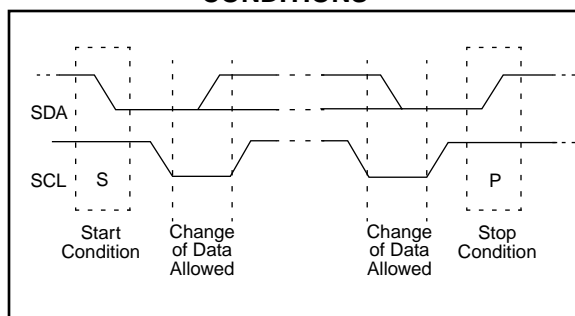 CONDITIONS
SDA
SCL
S
P
Start
Condition
Change
of Data
Allowed
Change
of Data
Allowed
Stop
Condition